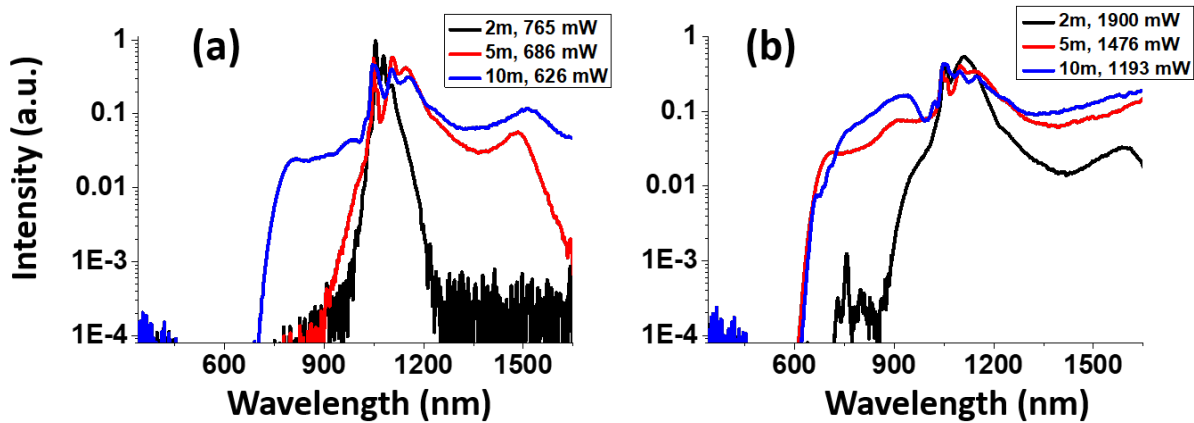 (a)
2m, 765 mW
5m, 686 mW
10m, 626 mW
Intensity (a.u.)
1
0.1
0.01
1E-3
1E-4
600
900
1200
1500
Wavelength (nm)
(b)
2m, 1900 mW
5m, 1476 mW
10m, 1193 mW
1
0.1
0.01
1E-3
1E-4
600
900
1200
1500
Wavelength (nm)